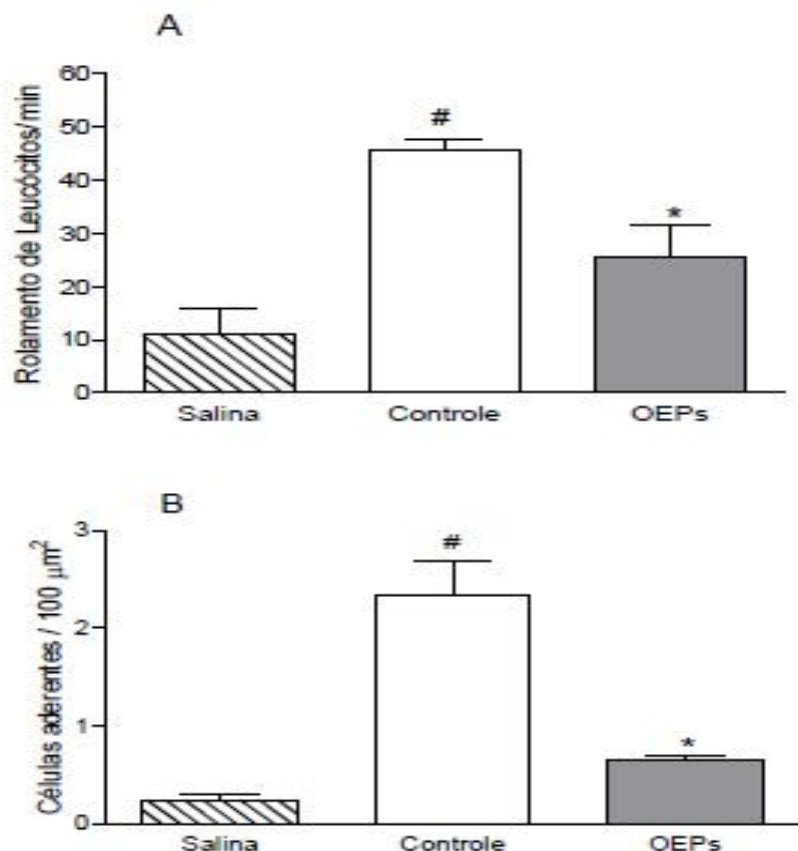 A
Rolamento de Leucócitos/min
60
50
40
30
20
10
0
#
*
Salina Controle OEPs
B
Células aderentes / 100 μm²
3
2
1
0
#
*
Salina Controle OEPs